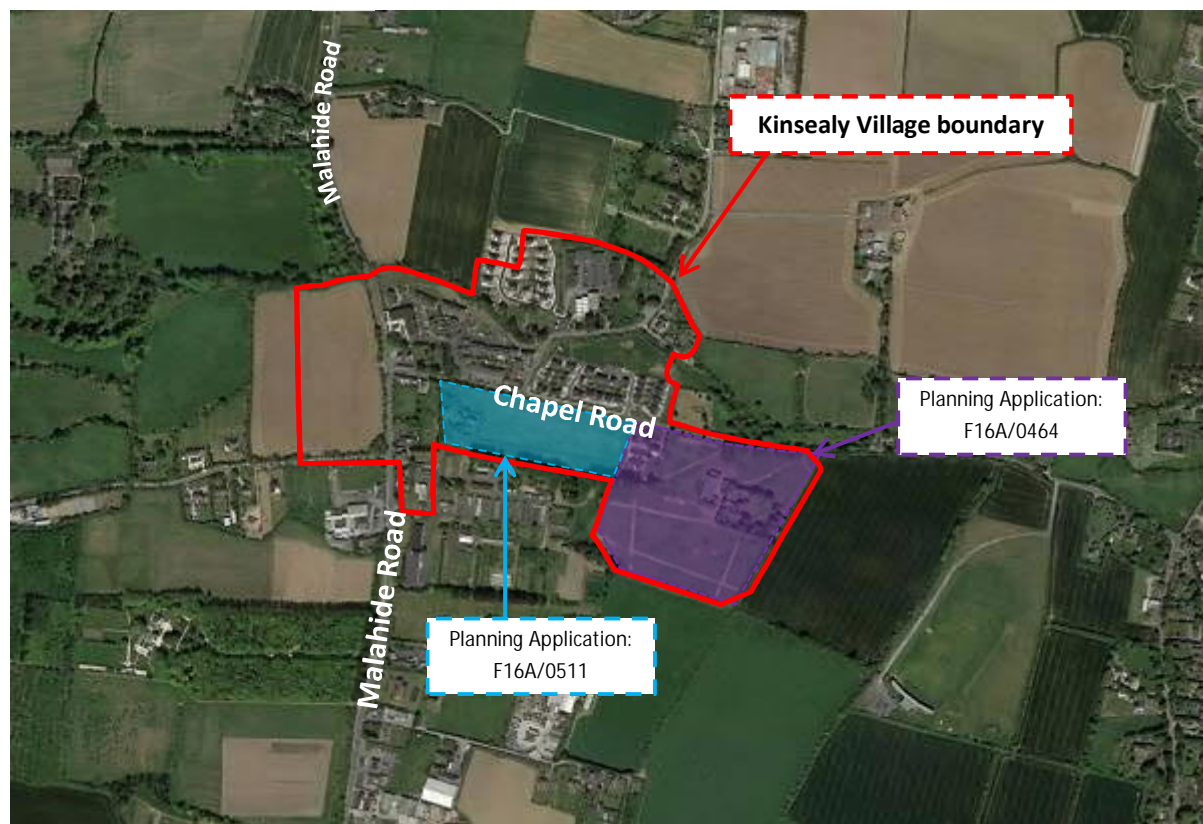 Malahide Road
Kinsealy Village boundary
Planning Application:
F16A/0464
Chapel Road
Malahide Road
Planning Application:
F16A/0511